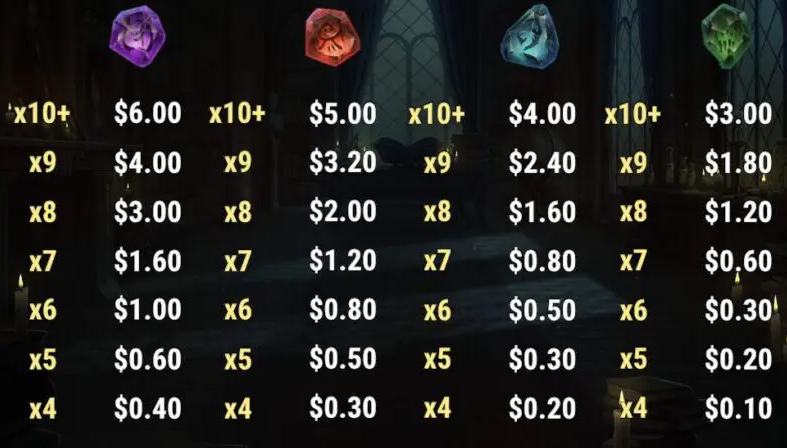 x10+ $6.00 x10+ $5.00 x10+ $4.00 x10+ $3.00
x9 $4.00 x9 $3.20 x9 $2.40 x9 $1.80
x8 $3.00 x8 $2.00 x8 $1.60 x8 $1.20
x7 $1.60 x7 $1.20 x7 $0.80 x7 $0.60
x6 $1.00 x6 $0.80 x6 $0.50 x6 $0.30
x5 $0.60 x5 $0.50 x5 $0.30 x5 $0.20
x4 $0.40 x4 $0.30 x4 $0.20 x4 $0.10